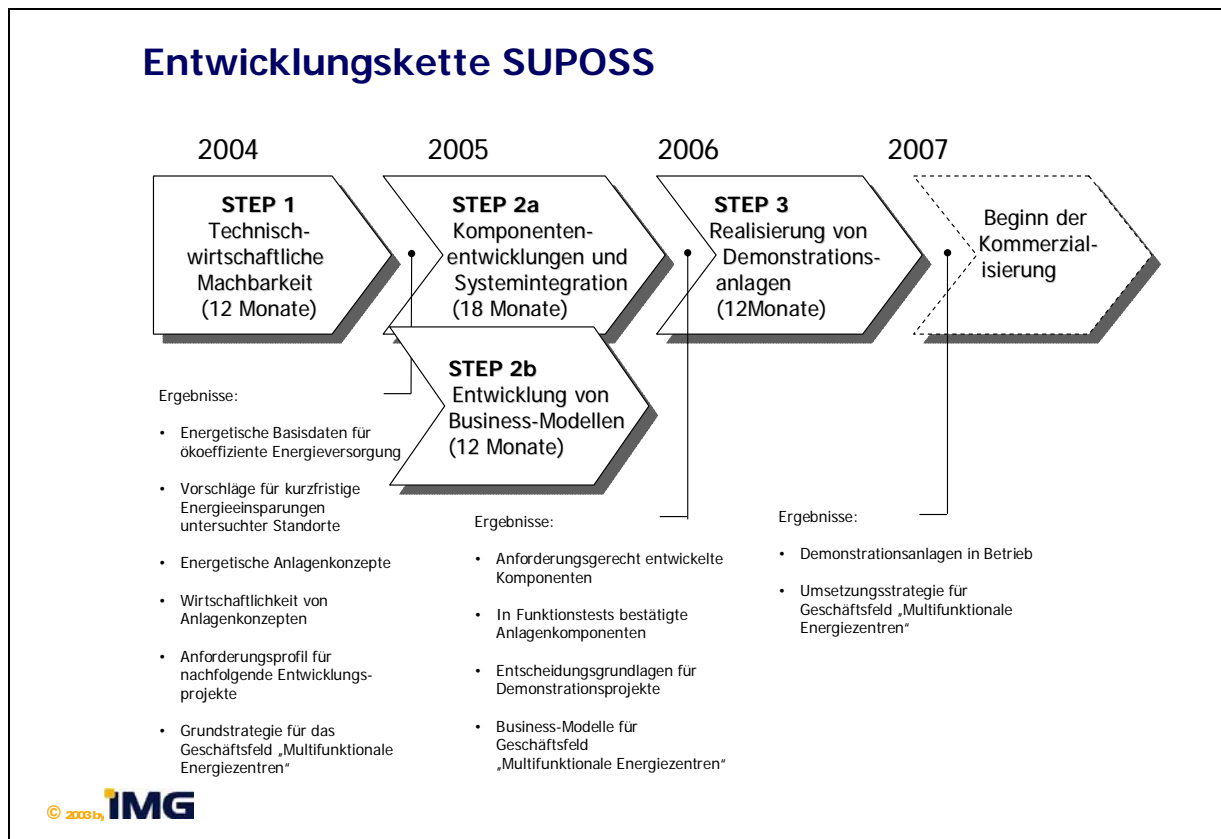 Entwicklungskette SUPOSS
2004
2005
2006
2007
STEP 1
Technisch-
wirtschaftliche
Machbarkeit
(12 Monate)
STEP 2a
Komponenten-
entwicklungen und
Systemintegration
(18 Monate)
STEP 3
Realisierung von
Demonstrations-
anlagen
(12Monate)
Beginn der
Kommerzial-
isierung
STEP 2b
Entwicklung von
Business-Modellen
(12 Monate)
Ergebnisse:
• Energetische Basisdaten für
ökoeffiziente Energieversorgung
• Vorschläge für kurzfristige
Energieeinsparungen
untersuchter Standorte
• Energetische Anlagenkonzepte
• Wirtschaftlichkeit von
Anlagenkonzepten
• Anforderungsprofil für
nachfolgende Entwicklungs-
projekte
• Grundstrategie für das
Geschäftsfeld „Multifunktionale
Energiezentren“
Ergebnisse:
• Anforderungsgerecht entwickelte
Komponenten
• In Funktionstests bestätigte
Anlagenkomponenten
• Entscheidungsgrundlagen für
Demonstrationsprojekte
• Business-Modelle für
Geschäftsfeld
„Multifunktionale Energiezentren“
Ergebnisse:
• Demonstrationsanlagen in Betrieb
• Umsetzungsstrategie für
Geschäftsfeld „Multifunktionale
Energiezentren“
© 2003 by IMG